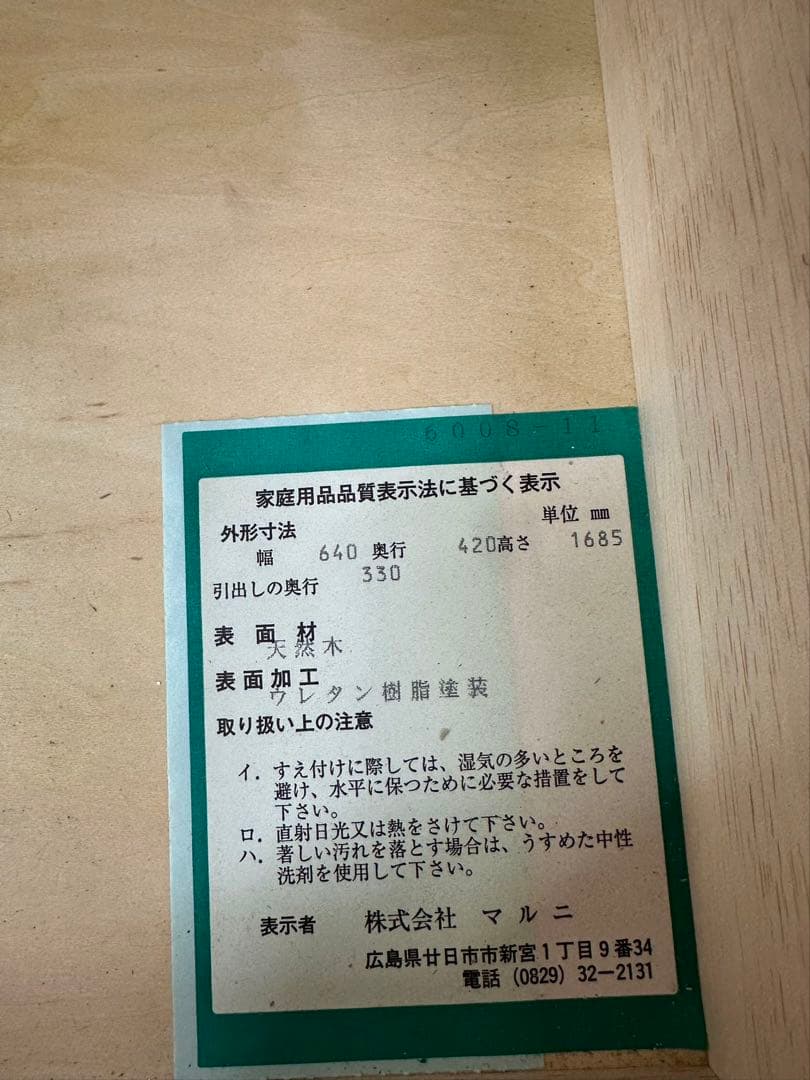 6008-11
家庭用品品質表示法に基づく表示
外形寸法 単位 mm
幅 640 奥行 420 高さ 1685
引出しの奥行 330
表面材
天然木
表面加工
ウレタン樹脂塗装
取り扱い上の注意
イ. すえ付けに際しては、湿気の多いところを
避け、水平に保つために必要な措置をして
下さい。
ロ. 直射日光又は熱をさけて下さい。
ハ. 著しい汚れを落とす場合は、うすめた中性
洗剤を使用して下さい。
表示者 株式会社 マルニ
広島県廿日市市新宮1丁目9番34
電話 (0829) 32-2131